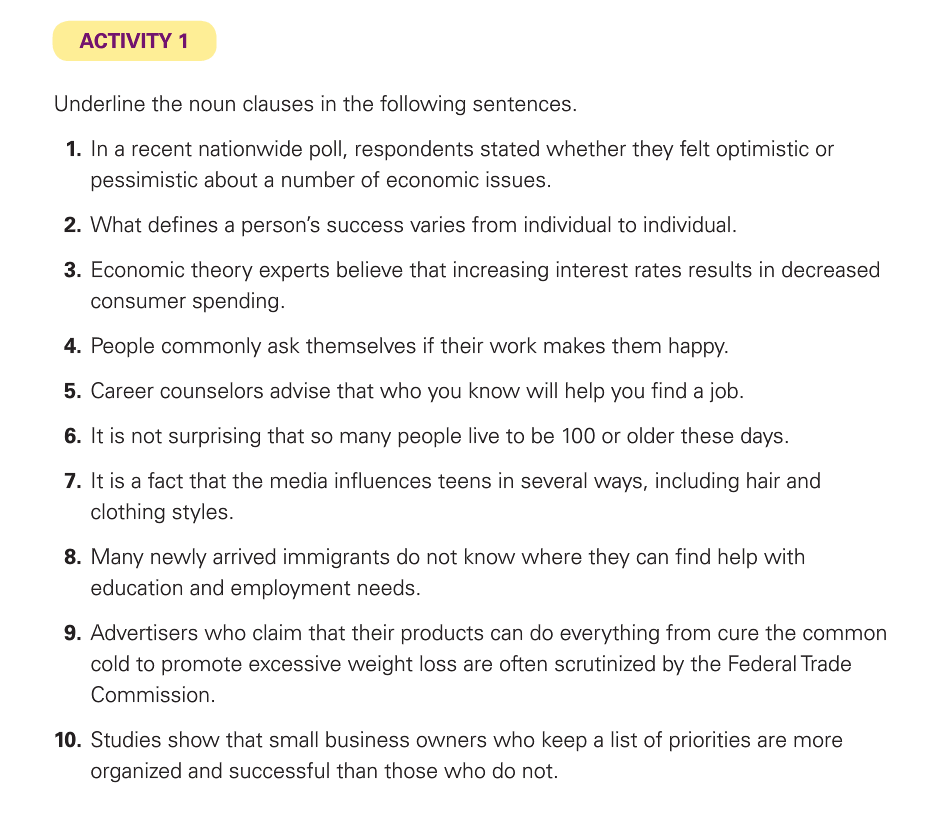 ACTIVITY 1
Underline the noun clauses in the following sentences.
1. In a recent nationwide poll, respondents stated whether they felt optimistic or
pessimistic about a number of economic issues.
2. What defines a person’s success varies from individual to individual.
3. Economic theory experts believe that increasing interest rates results in decreased
consumer spending.
4. People commonly ask themselves if their work makes them happy.
5. Career counselors advise that who you know will help you find a job.
6. It is not surprising that so many people live to be 100 or older these days.
7. It is a fact that the media influences teens in several ways, including hair and
clothing styles.
8. Many newly arrived immigrants do not know where they can find help with
education and employment needs.
9. Advertisers who claim that their products can do everything from cure the common
cold to promote excessive weight loss are often scrutinized by the Federal Trade
Commission.
10. Studies show that small business owners who keep a list of priorities are more
organized and successful than those who do not.